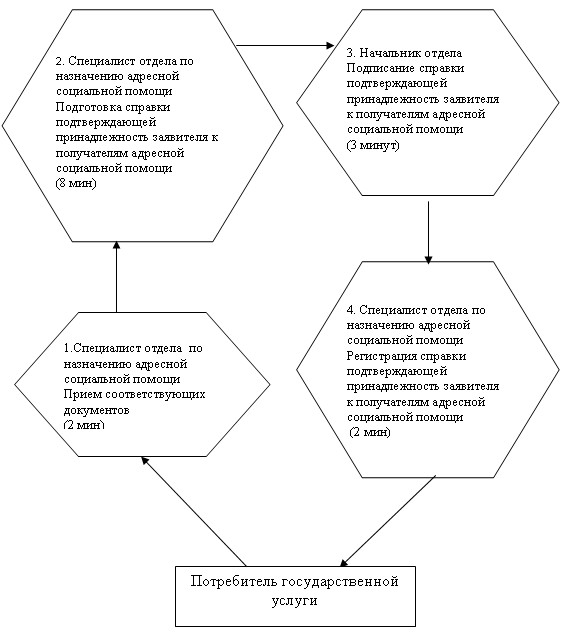 2. Специалист отдела по
назначению адресной
социальной помощи
Подготовка справки
подтверждающей
принадлежность заявителя к
получателям адресной
социальной помощи
(8 мин)
3. Начальник отдела
Подписание справки
подтверждающей
принадлежность заявителя
к получателям адресной
социальной помощи
(3 минут)
4. Специалист отдела по
назначению адресной
социальной помощи
Регистрация справки
подтверждающей
принадлежность заявителя
к получателям адресной
социальной помощи
(2 мин)
1.Специалист отдела по
назначению адресной
социальной помощи
Прием соответствующих
документов
(2 мин)
Потребитель государственной
услуги